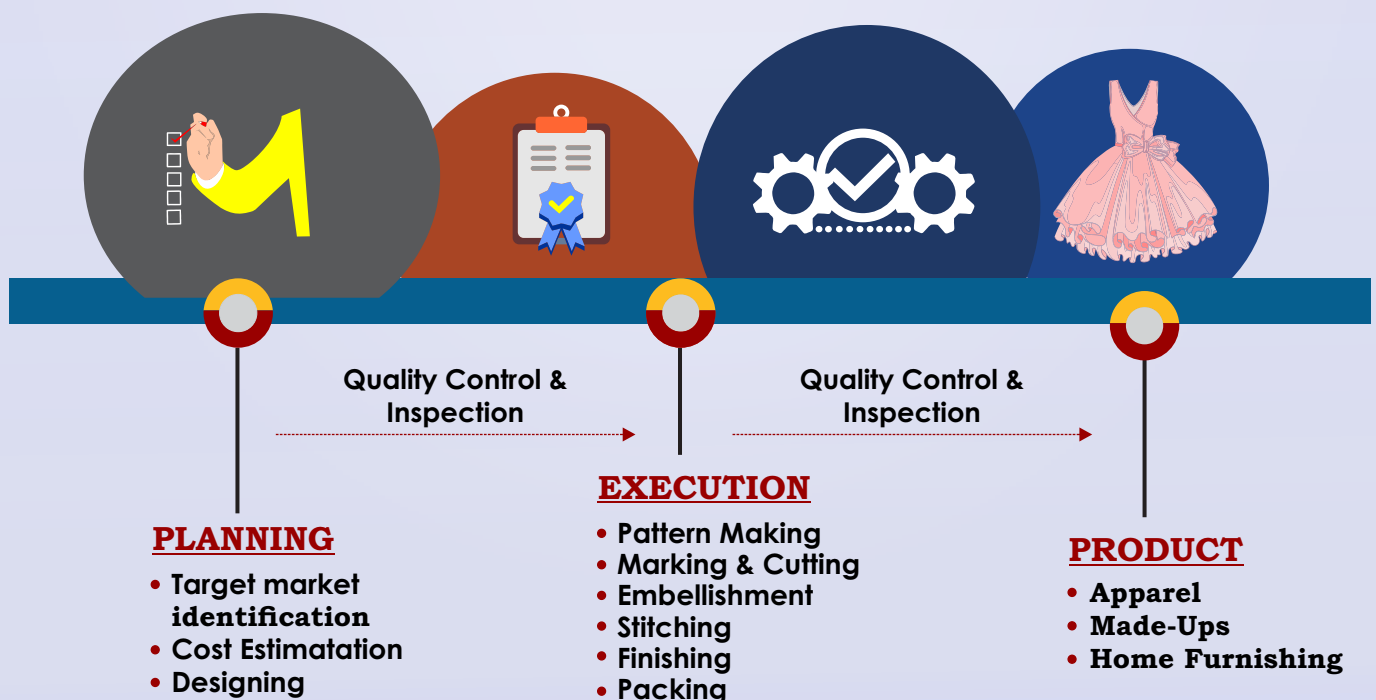 Quality Control &
Inspection
Quality Control &
Inspection
PLANNING
• Target market
identification
• Cost Estimatation
• Designing
EXECUTION
• Pattern Making
• Marking & Cutting
• Embellishment
• Stitching
• Finishing
• Packing
PRODUCT
• Apparel
• Made-Ups
• Home Furnishing